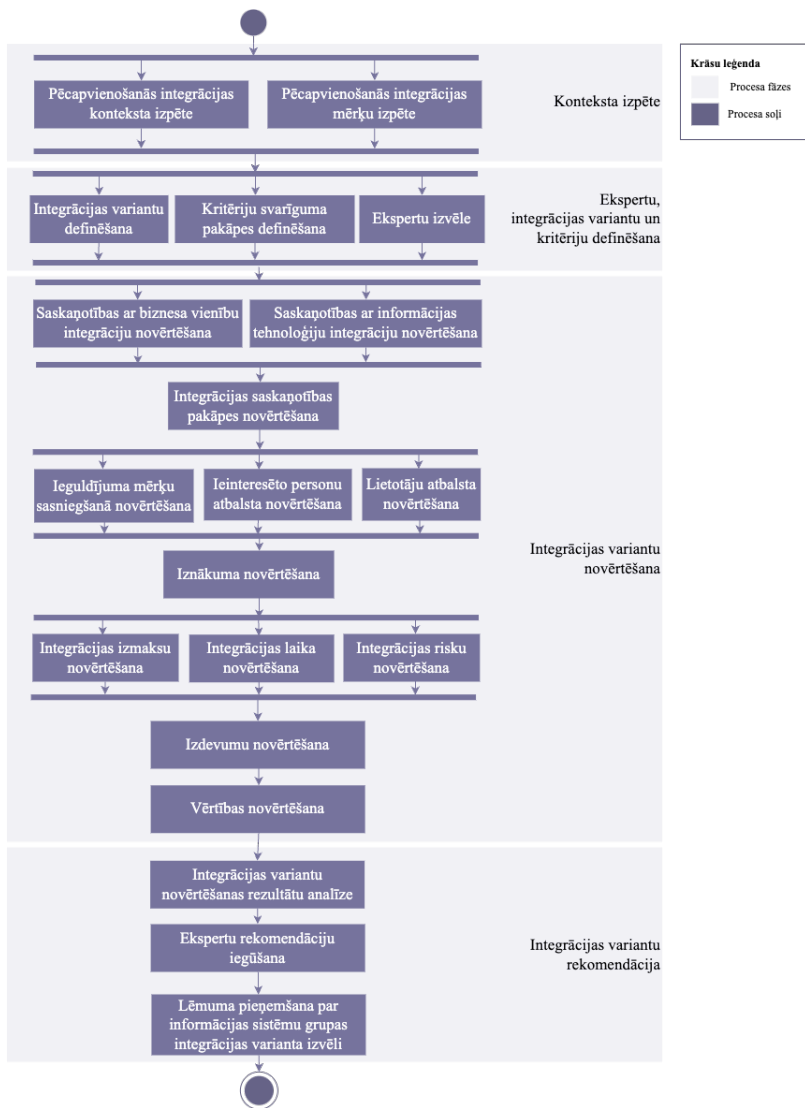 Krāsu leģenda
Procesa fāzes
Procesa soļi
Pēcapvienošanās integrācijas
konteksta izpēte
Pēcapvienošanās integrācijas
mērķu izpēte
Konteksta izpēte
Integrācijas variantu
definēšana
Kritēriju svarīguma
pakāpes definēšana
Ekspertu izvēle
Ekspertu,
integrācijas variantu un
kritēriju definēšana
Saskaņotības ar biznesa vienību
integrāciju novērtēšana
Saskaņotības ar informācijas
tehnoloģiju integrāciju novērtēšana
Integrācijas saskaņotības
pakāpes novērtēšana
Ieguldījuma mērķu
sasniegšanā novērtēšana
Ieinteresēto personu
atbalsta novērtēšana
Lietotāju atbalsta
novērtēšana
Integrācijas variantu
novērtēšana
Iznākuma novērtēšana
Integrācijas izmaksu
novērtēšana
Integrācijas laika
novērtēšana
Integrācijas risku
novērtēšana
Izdevumu novērtēšana
Vērtības novērtēšana
Integrācijas variantu
novērtēšanas rezultātu analīze
Ekspertu rekomendāciju
iegūšana
Integrācijas variantu
rekomendācija
Lēmuma pieņemšana par
informācijas sistēmu grupas
integrācijas varianta izvēli